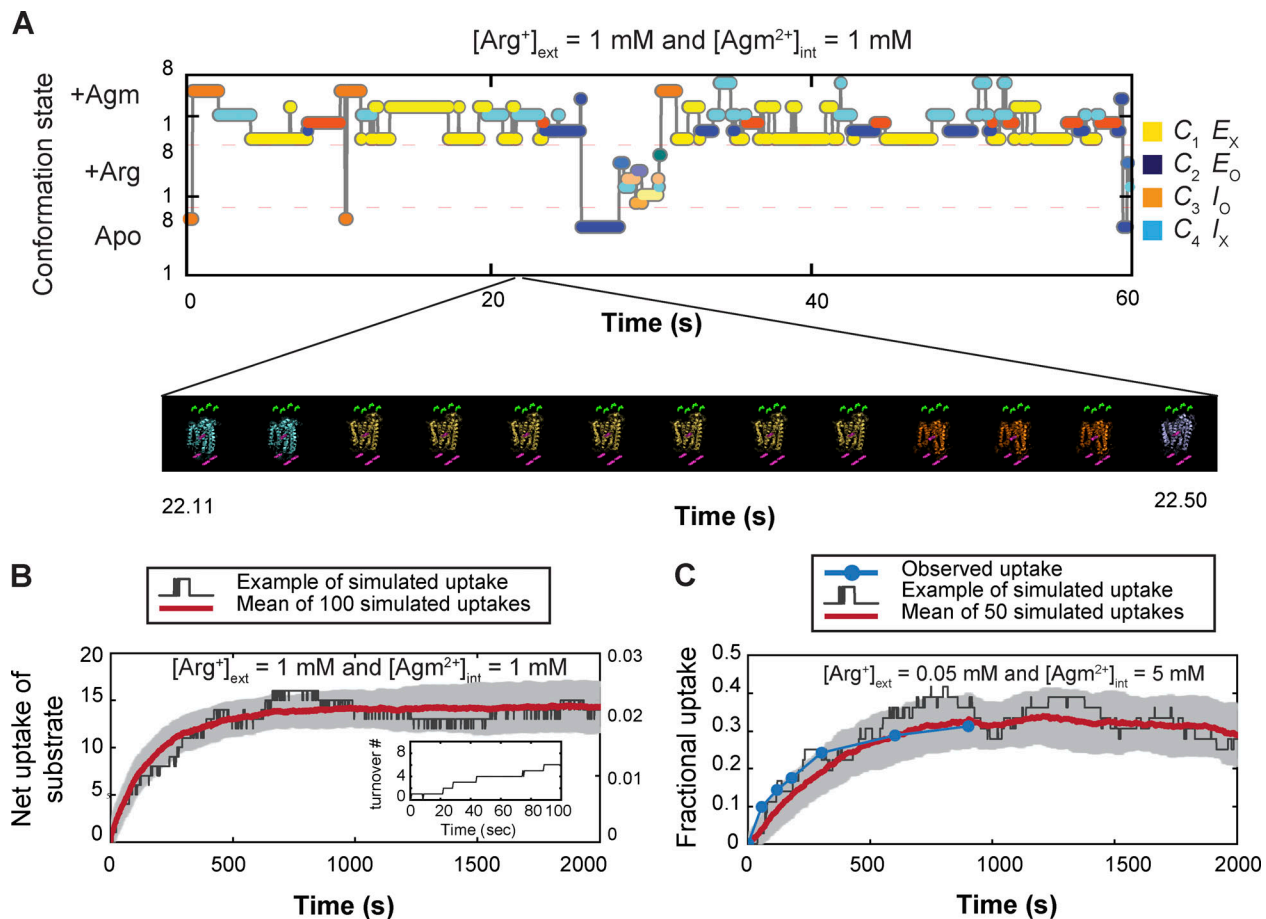 A
[Arg⁺]ext = 1 mM and [Agm²⁺]int = 1 mM
Conformation state
8
+Agm
1
8
+Arg
1
8
Apo
1
0 20 40 60
Time (s)
C₁ Eₓ
C₂ E_O
C₃ I_O
C₄ Iₓ
22.11 22.50
Time (s)
B
Example of simulated uptake
Mean of 100 simulated uptakes
[Arg⁺]ext = 1 mM and [Agm²⁺]int = 1 mM
Net uptake of
substrate
20
15
10
5
0
0.03
0.02
0.01
0
turnover #
8
4
0
0 20 40 60 80 100
Time (sec)
0 500 1000 1500 2000
Time (s)
C
Observed uptake
Example of simulated uptake
Mean of 50 simulated uptakes
[Arg⁺]ext = 0.05 mM and [Agm²⁺]int = 5 mM
Fractional uptake
0.5
0.4
0.3
0.2
0.1
0
0 500 1000 1500 2000
Time (s)